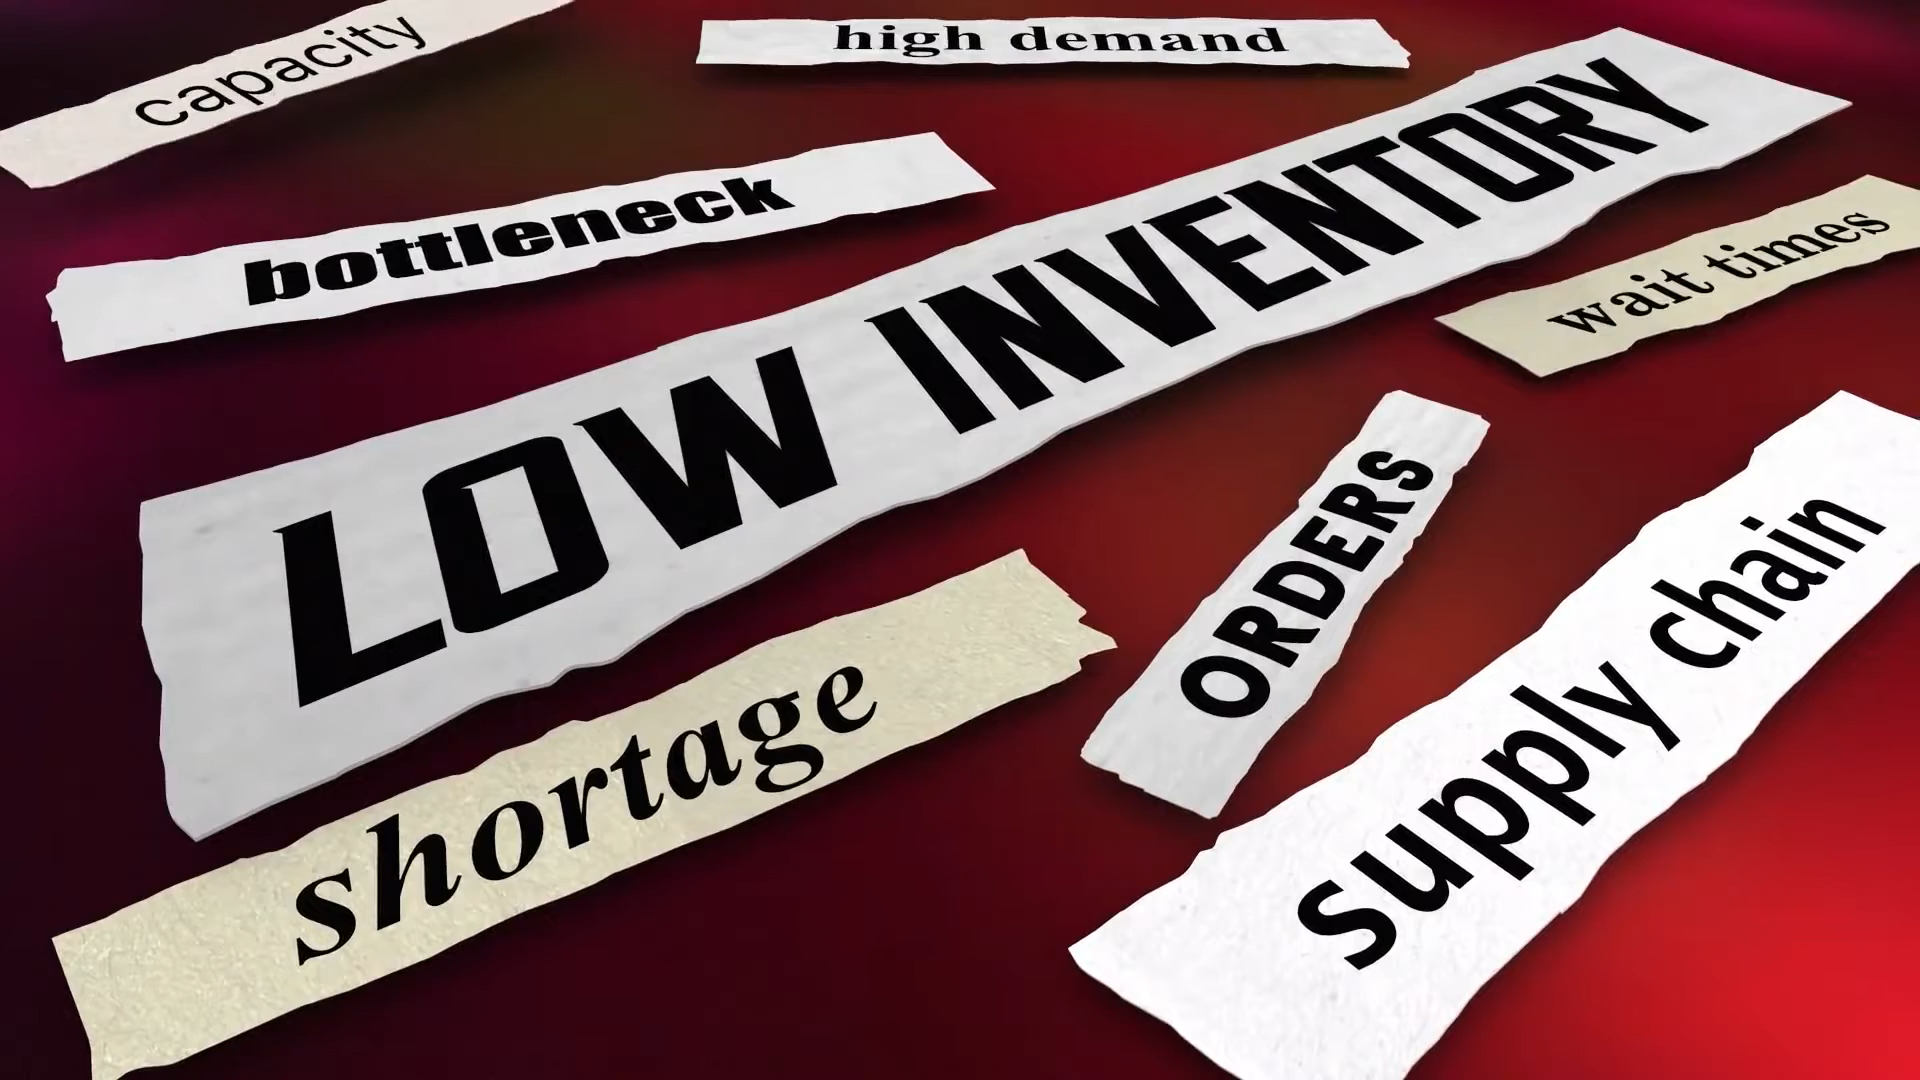 capacity
high demand
bottleneck
LOW INVENTORY
wait times
ORDERS
shortage
supply chain